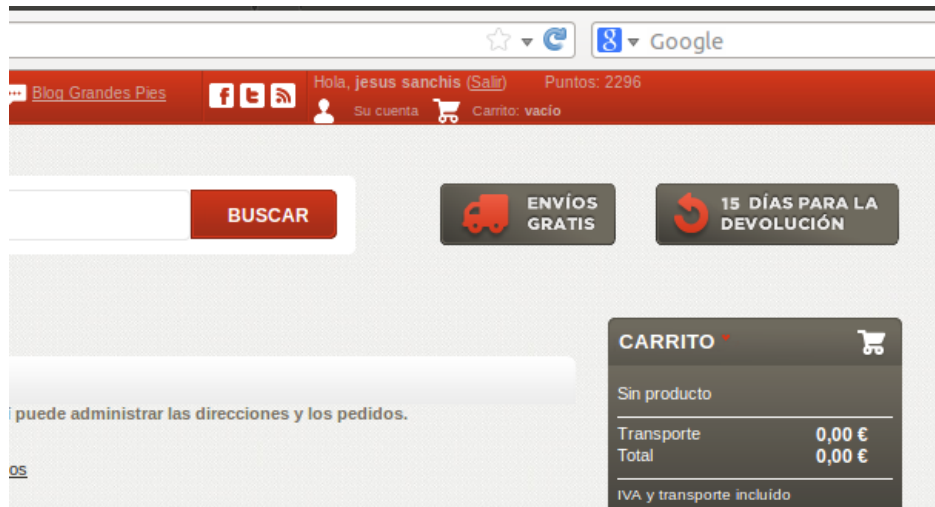 Google
Blog Grandes Pies
Hola, jesus sanchis (Salir) Puntos: 2296
Su cuenta Carrito: vacío
BUSCAR
ENVÍOS
GRATIS
15 DÍAS PARA LA
DEVOLUCIÓN
CARRITO
Sin producto
í puede administrar las direcciones y los pedidos.
Transporte 0,00 €
Total 0,00 €
os
IVA y transporte incluído